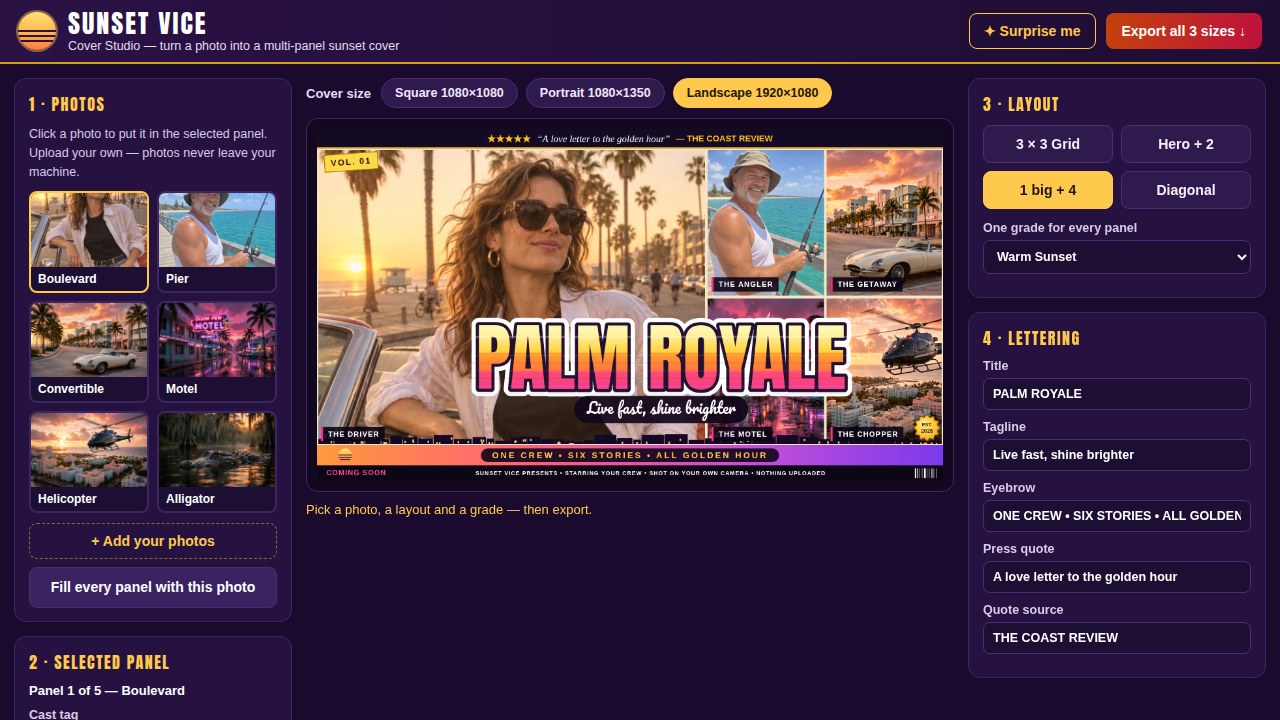 SUNSET VICE
Cover Studio — turn a photo into a multi-panel sunset cover
✦ Surprise me
Export all 3 sizes ↓
1 · PHOTOS
Click a photo to put it in the selected panel.
Upload your own — photos never leave your
machine.
Boulevard
Pier
Convertible
Motel
MOTEL
Helicopter
Alligator
+ Add your photos
Fill every panel with this photo
2 · SELECTED PANEL
Panel 1 of 5 — Boulevard
Cast tag
Cover size
Square 1080×1080
Portrait 1080×1350
Landscape 1920×1080
★★★★★ “A love letter to the golden hour” — THE COAST REVIEW
VOL. 01
THE ANGLER
THE GETAWAY
PALM ROYALE
Live fast, shine brighter
THE DRIVER
THE MOTEL
THE CHOPPER
EST.
2026
ONE CREW • SIX STORIES • ALL GOLDEN HOUR
COMING SOON
SUNSET VICE PRESENTS • STARRING YOUR CREW • SHOT ON YOUR OWN CAMERA • NOTHING UPLOADED
Pick a photo, a layout and a grade — then export.
3 · LAYOUT
3 × 3 Grid
Hero + 2
1 big + 4
Diagonal
One grade for every panel
Warm Sunset
4 · LETTERING
Title
PALM ROYALE
Tagline
Live fast, shine brighter
Eyebrow
ONE CREW • SIX STORIES • ALL GOLDEN
Press quote
A love letter to the golden hour
Quote source
THE COAST REVIEW